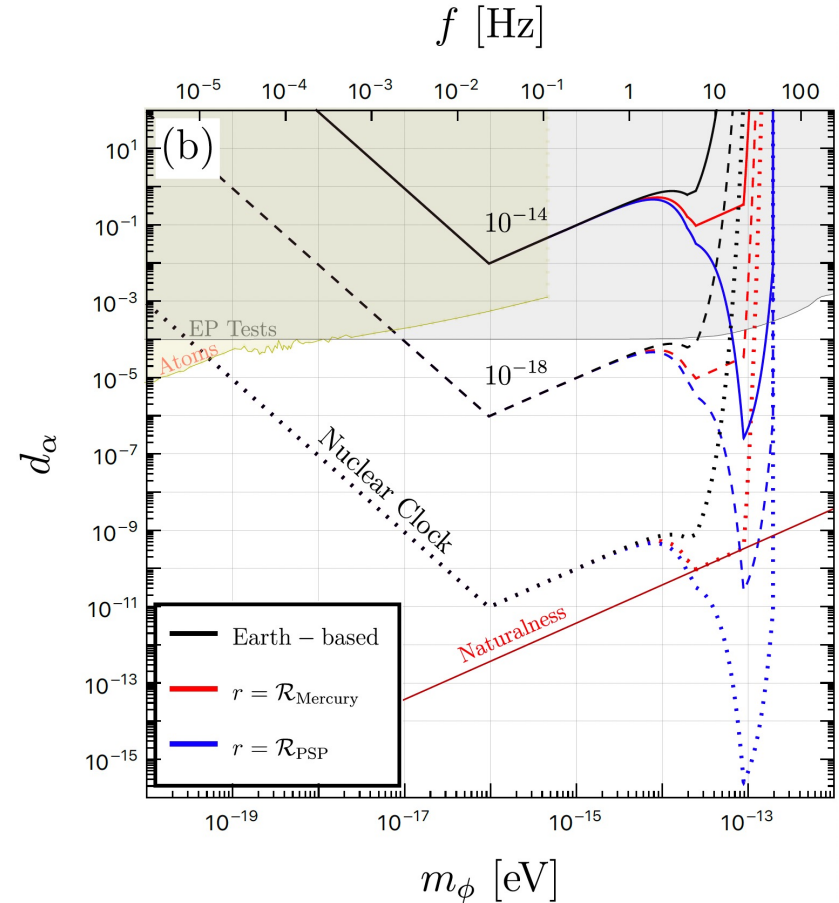 f [Hz]
10⁻⁵ 10⁻⁴ 10⁻³ 10⁻² 10⁻¹ 1 10 100
(b)
10¹
10⁻¹
10⁻³
10⁻⁵
10⁻⁷
10⁻⁹
10⁻¹¹
10⁻¹³
10⁻¹⁵
d_α
10⁻¹⁴
EP Tests
Atoms
10⁻¹⁸
Nuclear Clock
Naturalness
Earth – based
r = ℛ_Mercury
r = ℛ_PSP
10⁻¹⁹ 10⁻¹⁷ 10⁻¹⁵ 10⁻¹³
m_ϕ [eV]